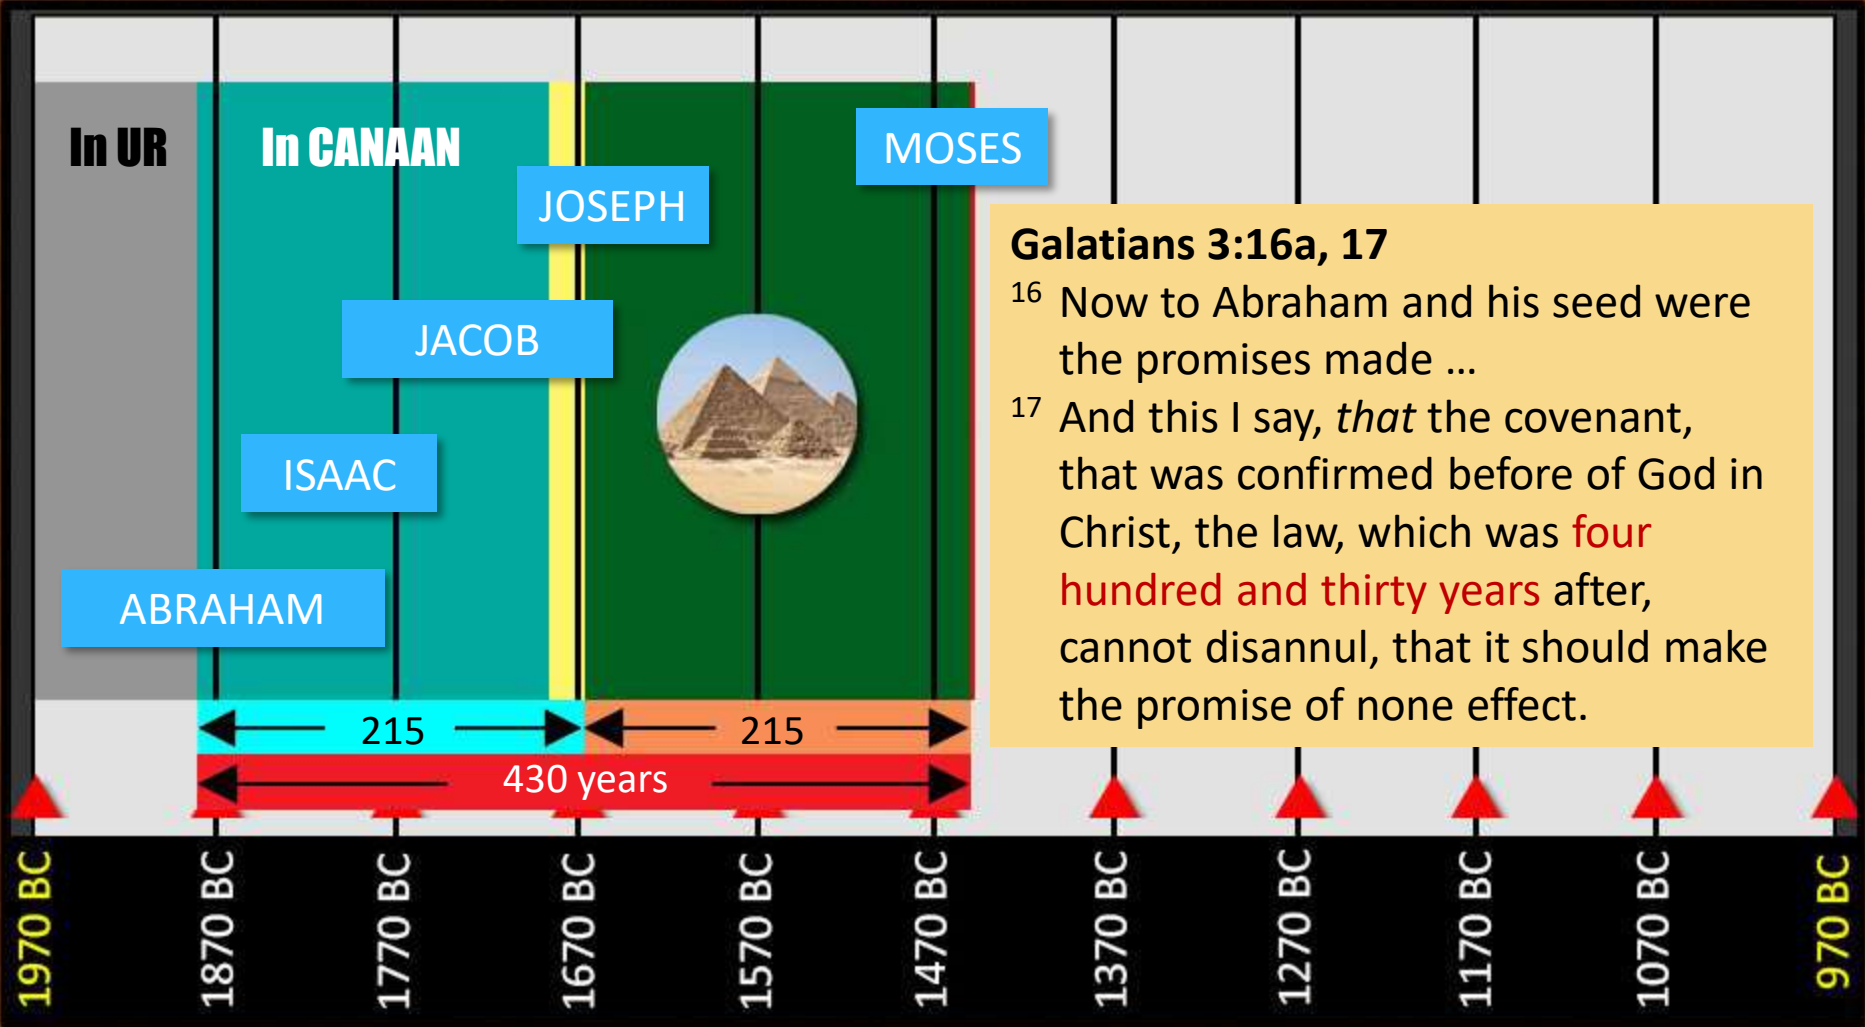 In UR
In CANAAN
MOSES
JOSEPH
JACOB
ISAAC
ABRAHAM
Galatians 3:16a, 17
16 Now to Abraham and his seed were
the promises made ...
17 And this I say, that the covenant,
that was confirmed before of God in
Christ, the law, which was four
hundred and thirty years after,
cannot disannul, that it should make
the promise of none effect.
215
215
430 years
1970 BC
1870 BC
1770 BC
1670 BC
1570 BC
1470 BC
1370 BC
1270 BC
1170 BC
1070 BC
970 BC